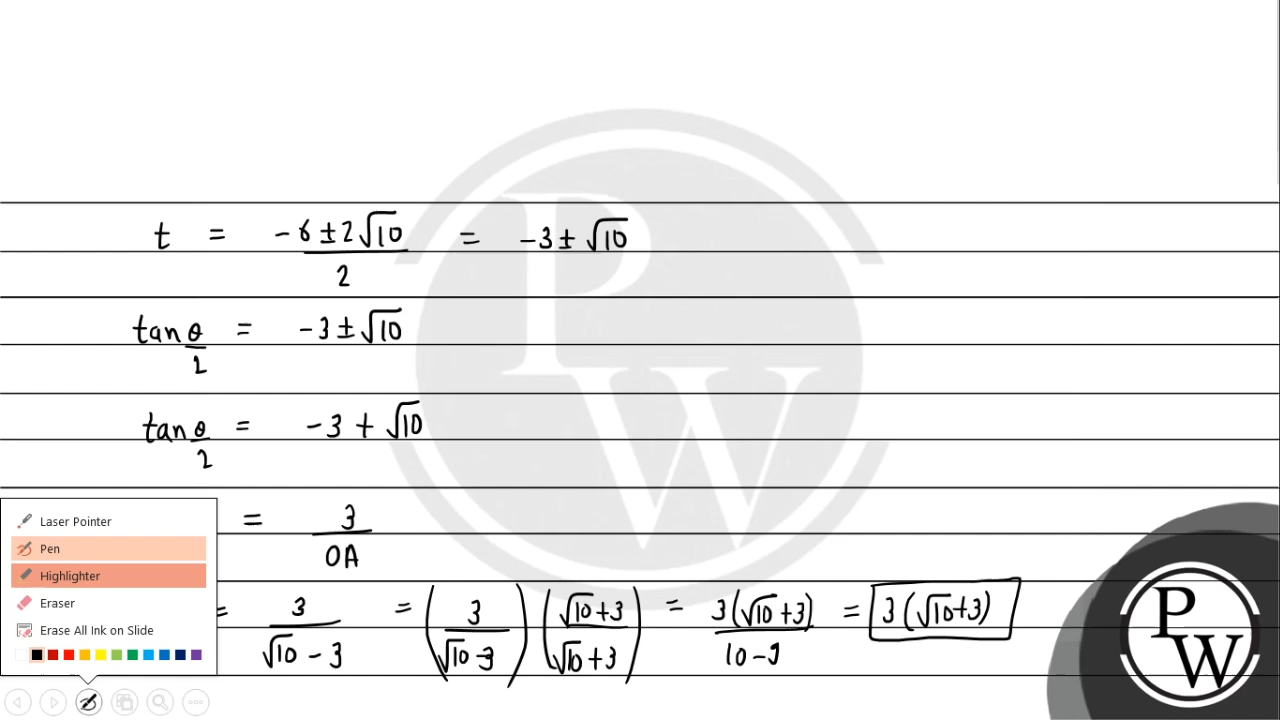 t = -6 ± 2√10 / 2 = -3 ± √10
tan θ/2 = -3 ± √10
tan θ/2 = -3 + √10
= 3 / OA
= 3 / √10 - 3 = (3 / √10 - 3) (√10 + 3 / √10 + 3) = 3(√10 + 3) / 10 - 9 = 3(√10 + 3)
Laser Pointer
Pen
Highlighter
Eraser
Erase All Ink on Slide
P
W
P
W